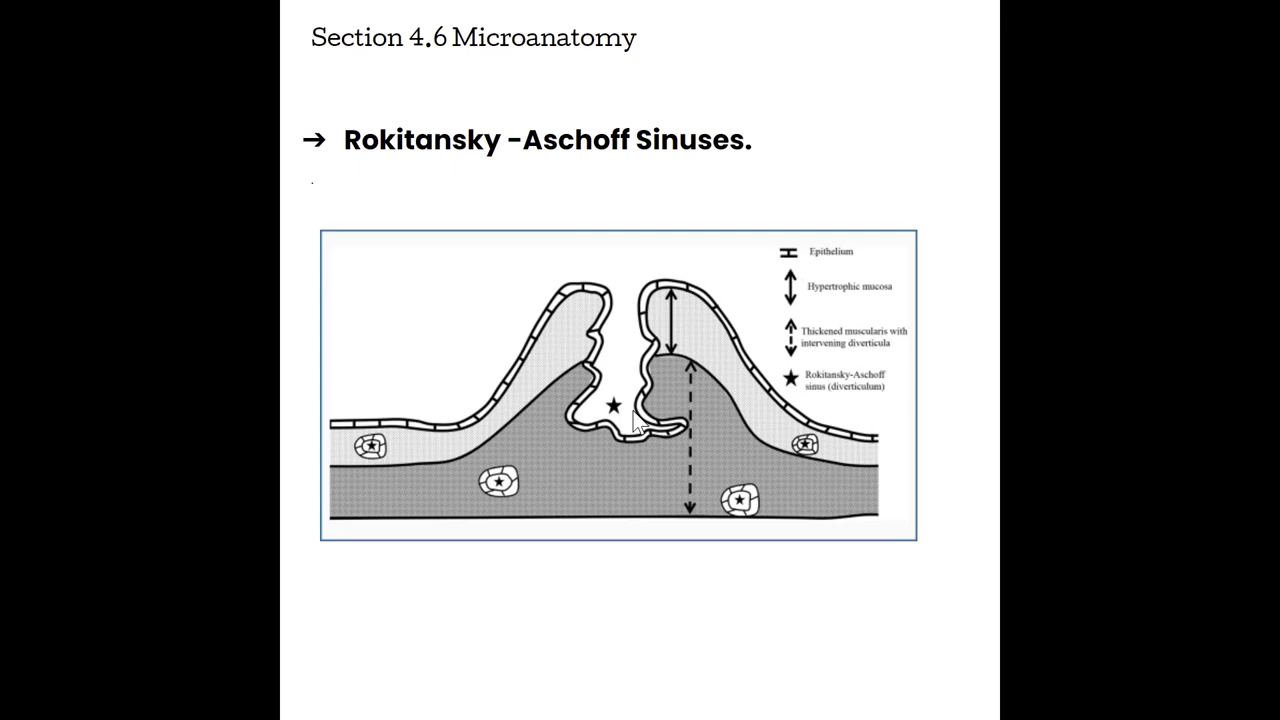 Section 4.6 Microanatomy
➔ Rokitansky -Aschoff Sinuses.
.
Epithelium
Hypertrophic mucosa
Thickened muscularis with
intervening diverticula
Rokitansky-Aschoff
sinus (diverticulum)